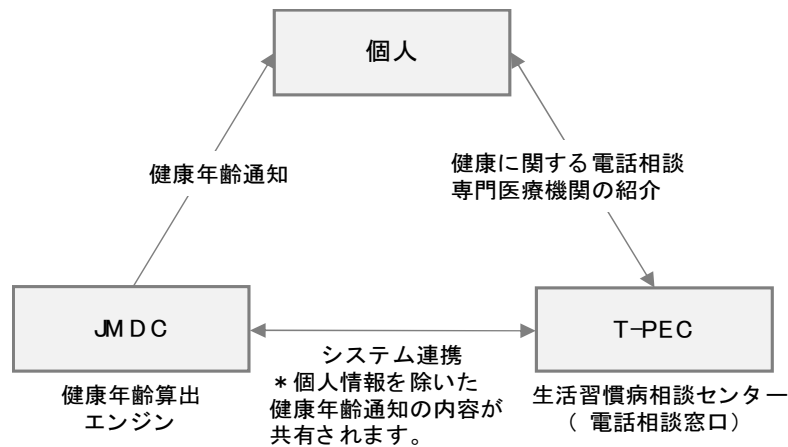 個人
健康年齢通知
健康に関する電話相談
専門医療機関の紹介
JMDC
T-PEC
システム連携
＊個人情報を除いた
健康年齢通知の内容が
共有されます。
健康年齢算出
エンジン
生活習慣病相談センター
（ 電話相談窓口）